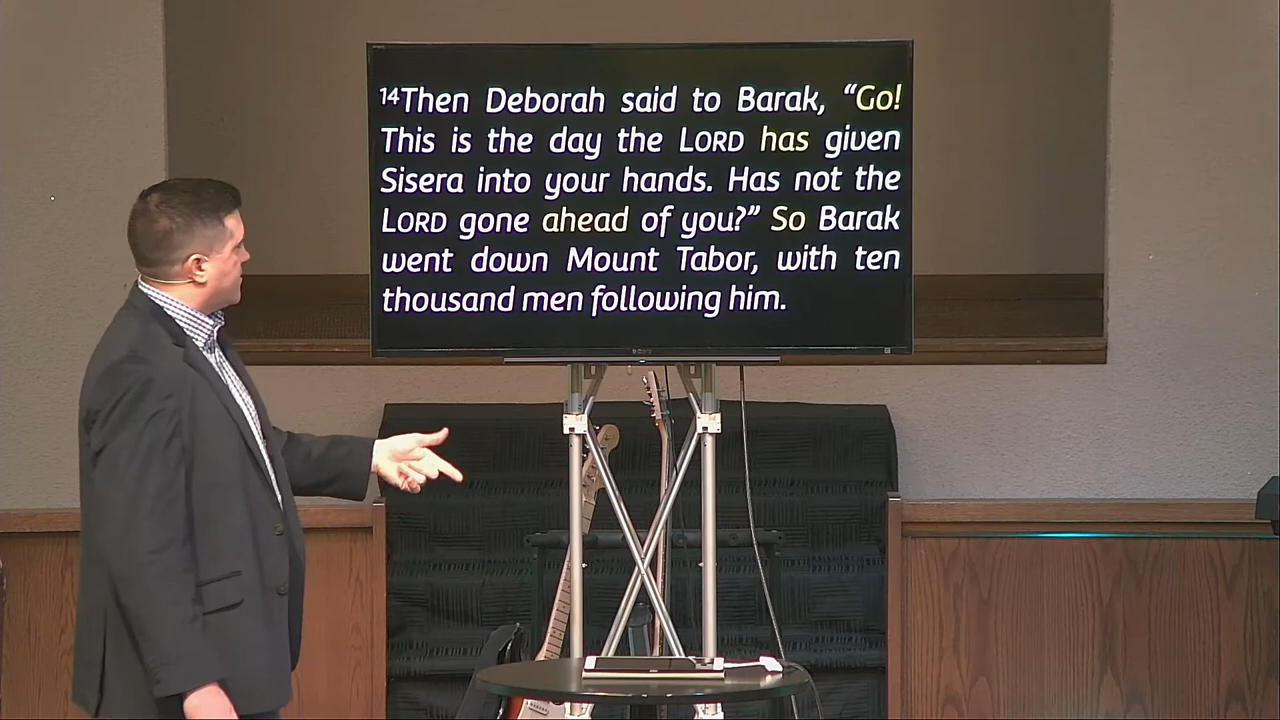 ¹⁴Then Deborah said to Barak, “Go!
This is the day the LORD has given
Sisera into your hands. Has not the
LORD gone ahead of you?” So Barak
went down Mount Tabor, with ten
thousand men following him.
SONY